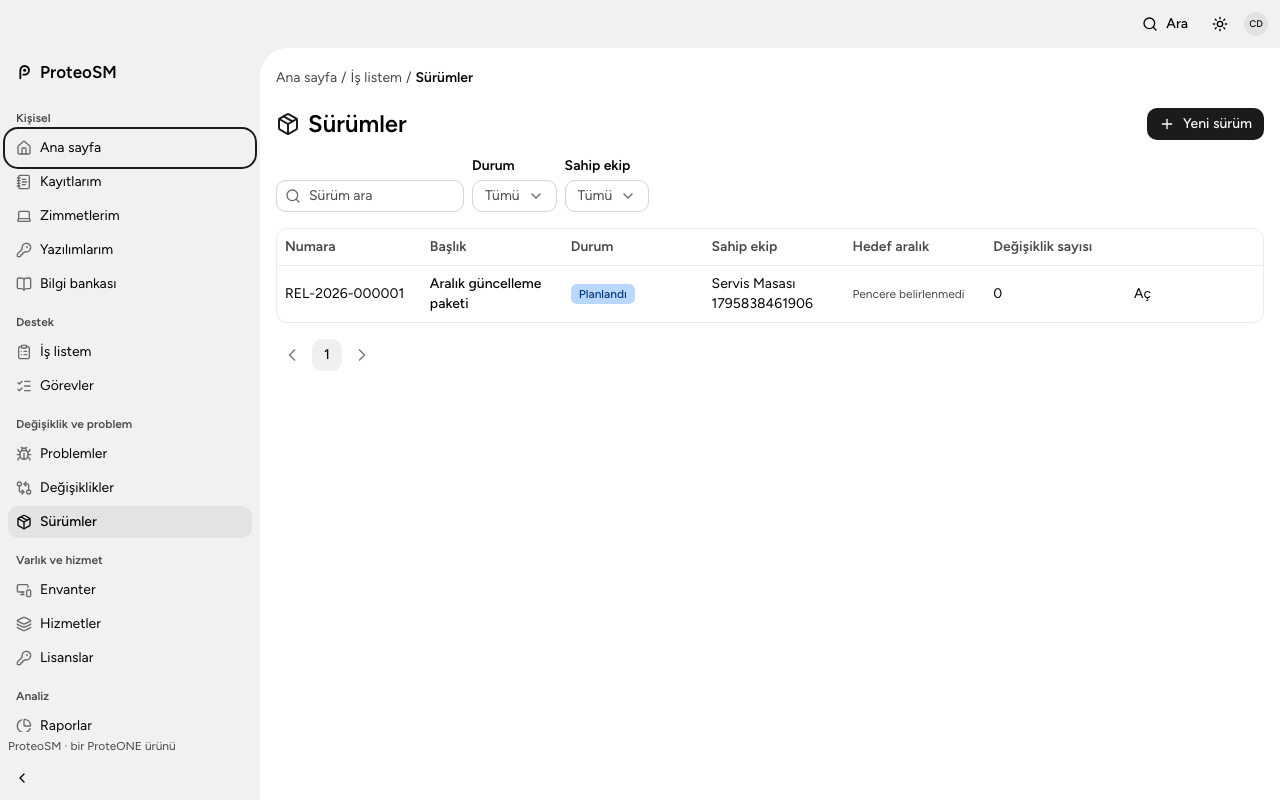 Ara
CD
ProteoSM
Kişisel
Ana sayfa
Kayıtlarım
Zimmetlerim
Yazılımlarım
Bilgi bankası
Destek
İş listem
Görevler
Değişiklik ve problem
Problemler
Değişiklikler
Sürümler
Varlık ve hizmet
Envanter
Hizmetler
Lisanslar
Analiz
Raporlar
ProteoSM · bir ProteONE ürünü
Ana sayfa / İş listem / Sürümler
Sürümler
Yeni sürüm
Durum
Sahip ekip
Sürüm ara
Tümü
Tümü
Numara Başlık Durum Sahip ekip Hedef aralık Değişiklik sayısı
REL-2026-000001 Aralık güncelleme paketi Planlandı Servis Masası 1795838461906 Pencere belirlenmedi 0 Aç
1